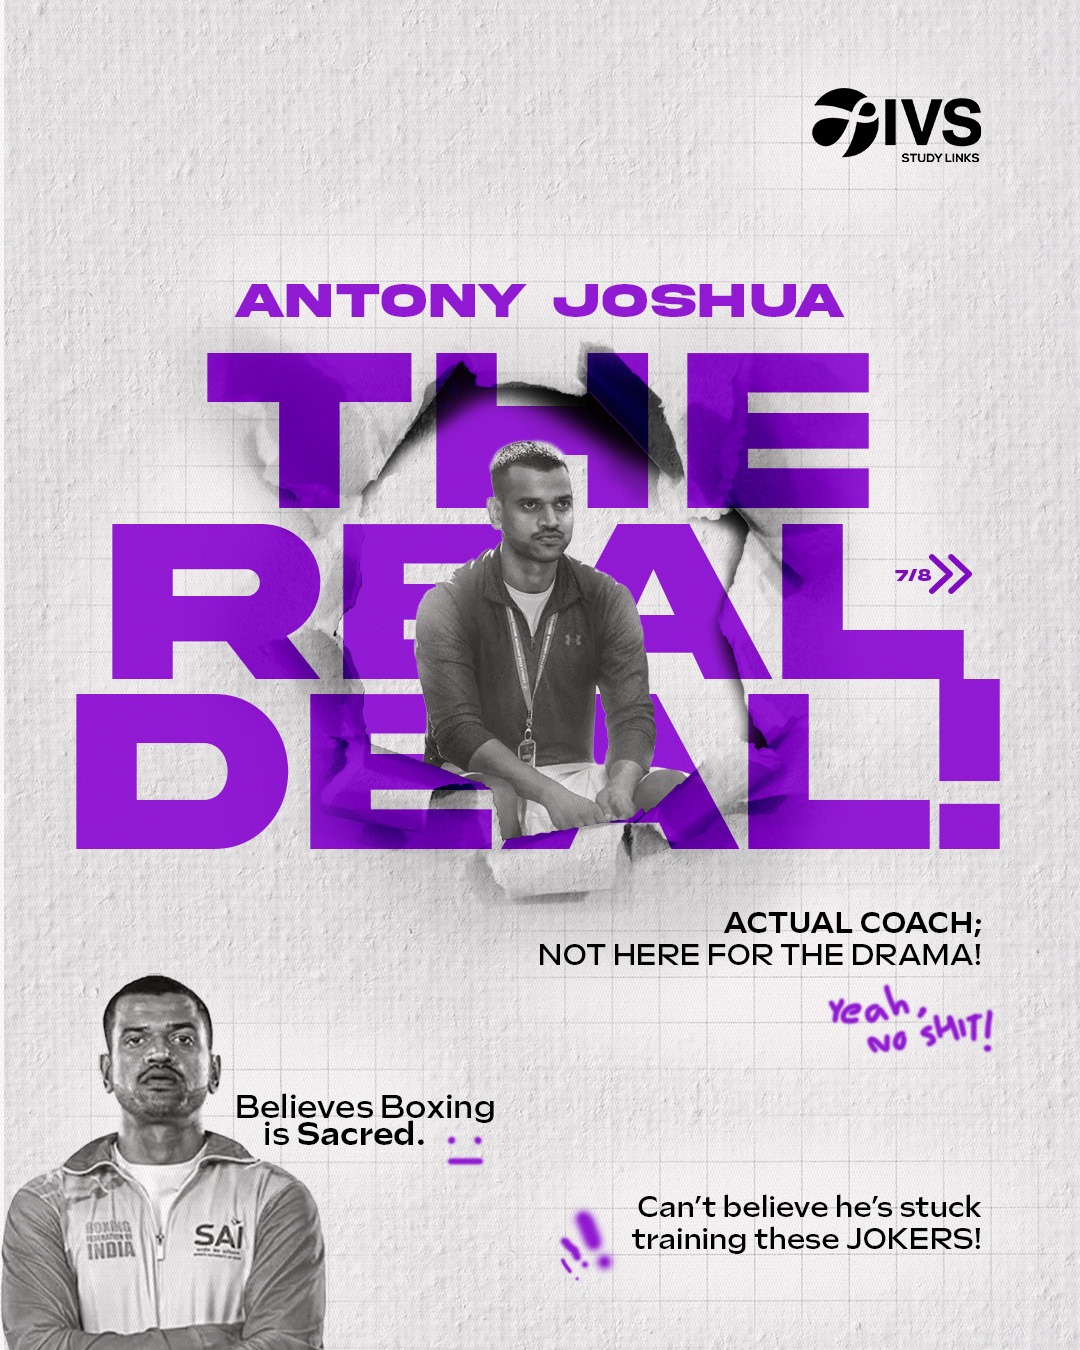 IVS
STUDY LINKS
ANTONY JOSHUA
THE
REAL
7/8
DEAL!
ACTUAL COACH;
NOT HERE FOR THE DRAMA!
Yeah,
NO SHIT!
Believes Boxing
is Sacred.
Can't believe he's stuck
training these JOKERS!
BOXING
FEDERATION OF
INDIA
SAI